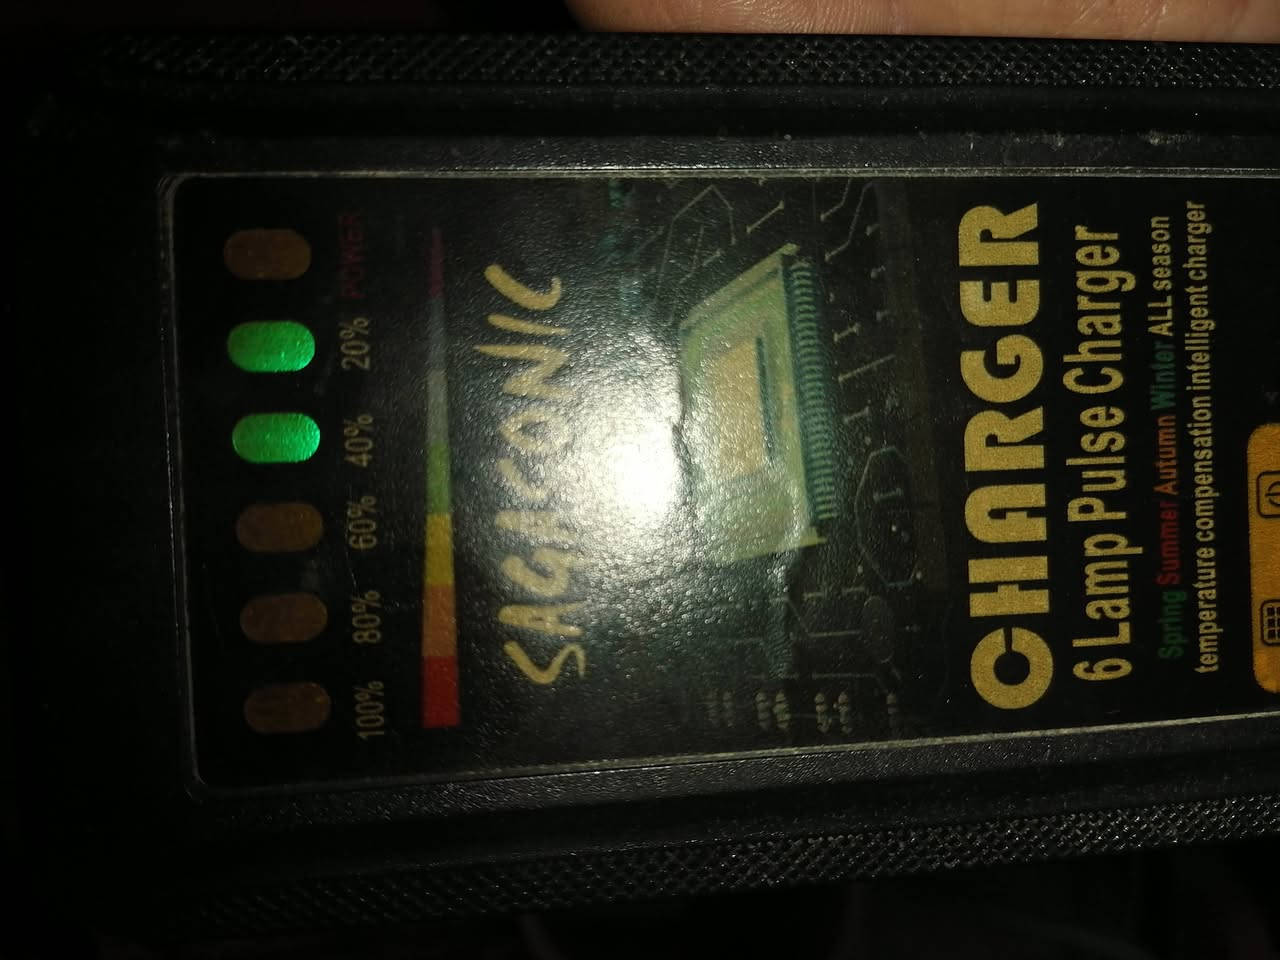 100% 80% 60% 40% 20% POWER
SAGACONIC
CHARGER
6 Lamp Pulse Charger
Spring Summer Autumn Winter ALL season
temperature compensation intelligent charger